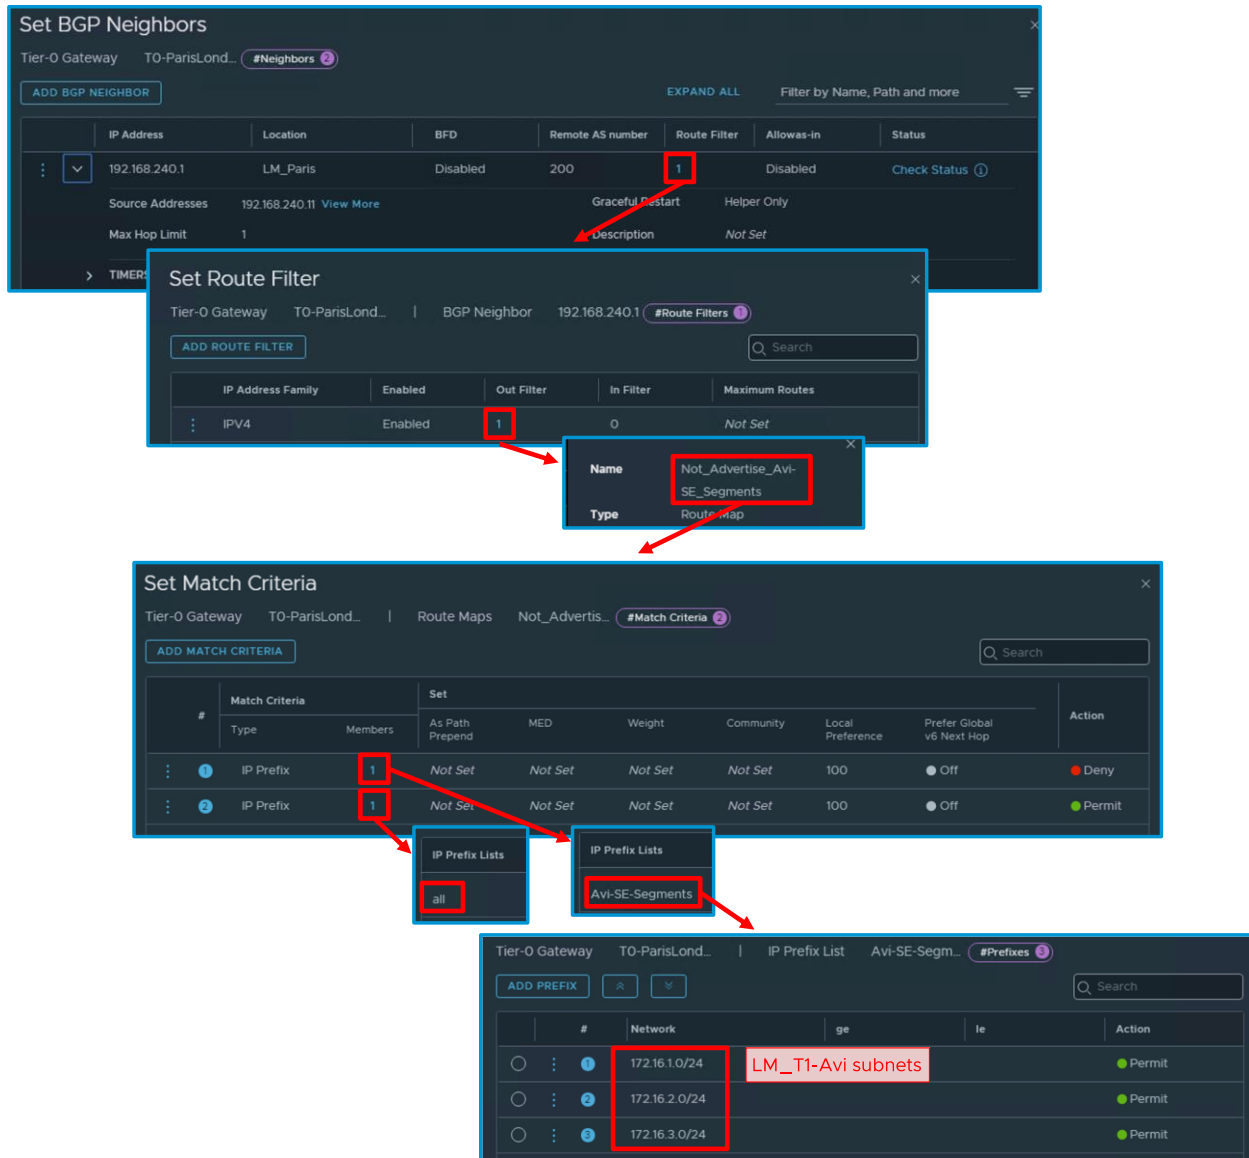 Set BGP Neighbors
Tier-0 Gateway T0-ParisLond... #Neighbors 2
ADD BGP NEIGHBOR EXPAND ALL Filter by Name, Path and more
IP Address Location BFD Remote AS number Route Filter Allowas-in Status
192.168.240.1 LM_Paris Disabled 200 1 Disabled Check Status
Source Addresses 192.168.240.11 View More Graceful Restart Helper Only
Max Hop Limit 1 Description Not Set
TIMERS
Set Route Filter
Tier-0 Gateway T0-ParisLond... | BGP Neighbor 192.168.240.1 #Route Filters 1
ADD ROUTE FILTER Search
IP Address Family Enabled Out Filter In Filter Maximum Routes
IPV4 Enabled 1 0 Not Set
Name Not_Advertise_Avi-
SE_Segments
Type Route Map
Set Match Criteria
Tier-0 Gateway T0-ParisLond... | Route Maps Not_Advertis... #Match Criteria 2
ADD MATCH CRITERIA Search
Match Criteria Set
# Type Members As Path Prepend MED Weight Community Local Preference Prefer Global v6 Next Hop Action
1 IP Prefix 1 Not Set Not Set Not Set Not Set 100 Off Deny
2 IP Prefix 1 Not Set Not Set Not Set Not Set 100 Off Permit
IP Prefix Lists
all
IP Prefix Lists
Avi-SE-Segments
Tier-0 Gateway T0-ParisLond... | IP Prefix List Avi-SE-Segm... #Prefixes 3
ADD PREFIX Search
# Network ge le Action
1 172.16.1.0/24 LM_T1-Avi subnets Permit
2 172.16.2.0/24 Permit
3 172.16.3.0/24 Permit